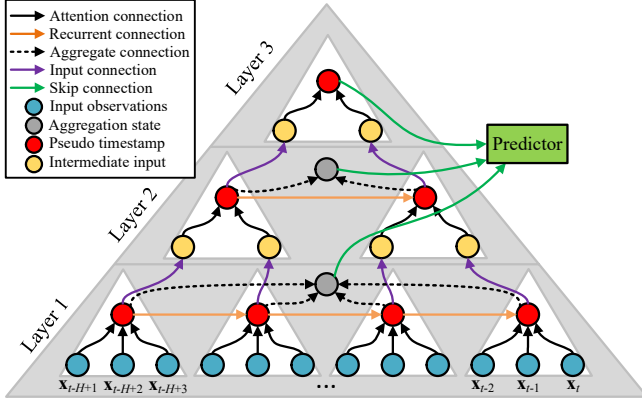 Attention connection
Recurrent connection
Aggregate connection
Input connection
Skip connection
Input observations
Aggregation state
Pseudo timestamp
Intermediate input
Layer 3
Predictor
Layer 2
Layer 1
x_{t-H+1} x_{t-H+2} x_{t-H+3} ... x_{t-2} x_{t-1} x_t